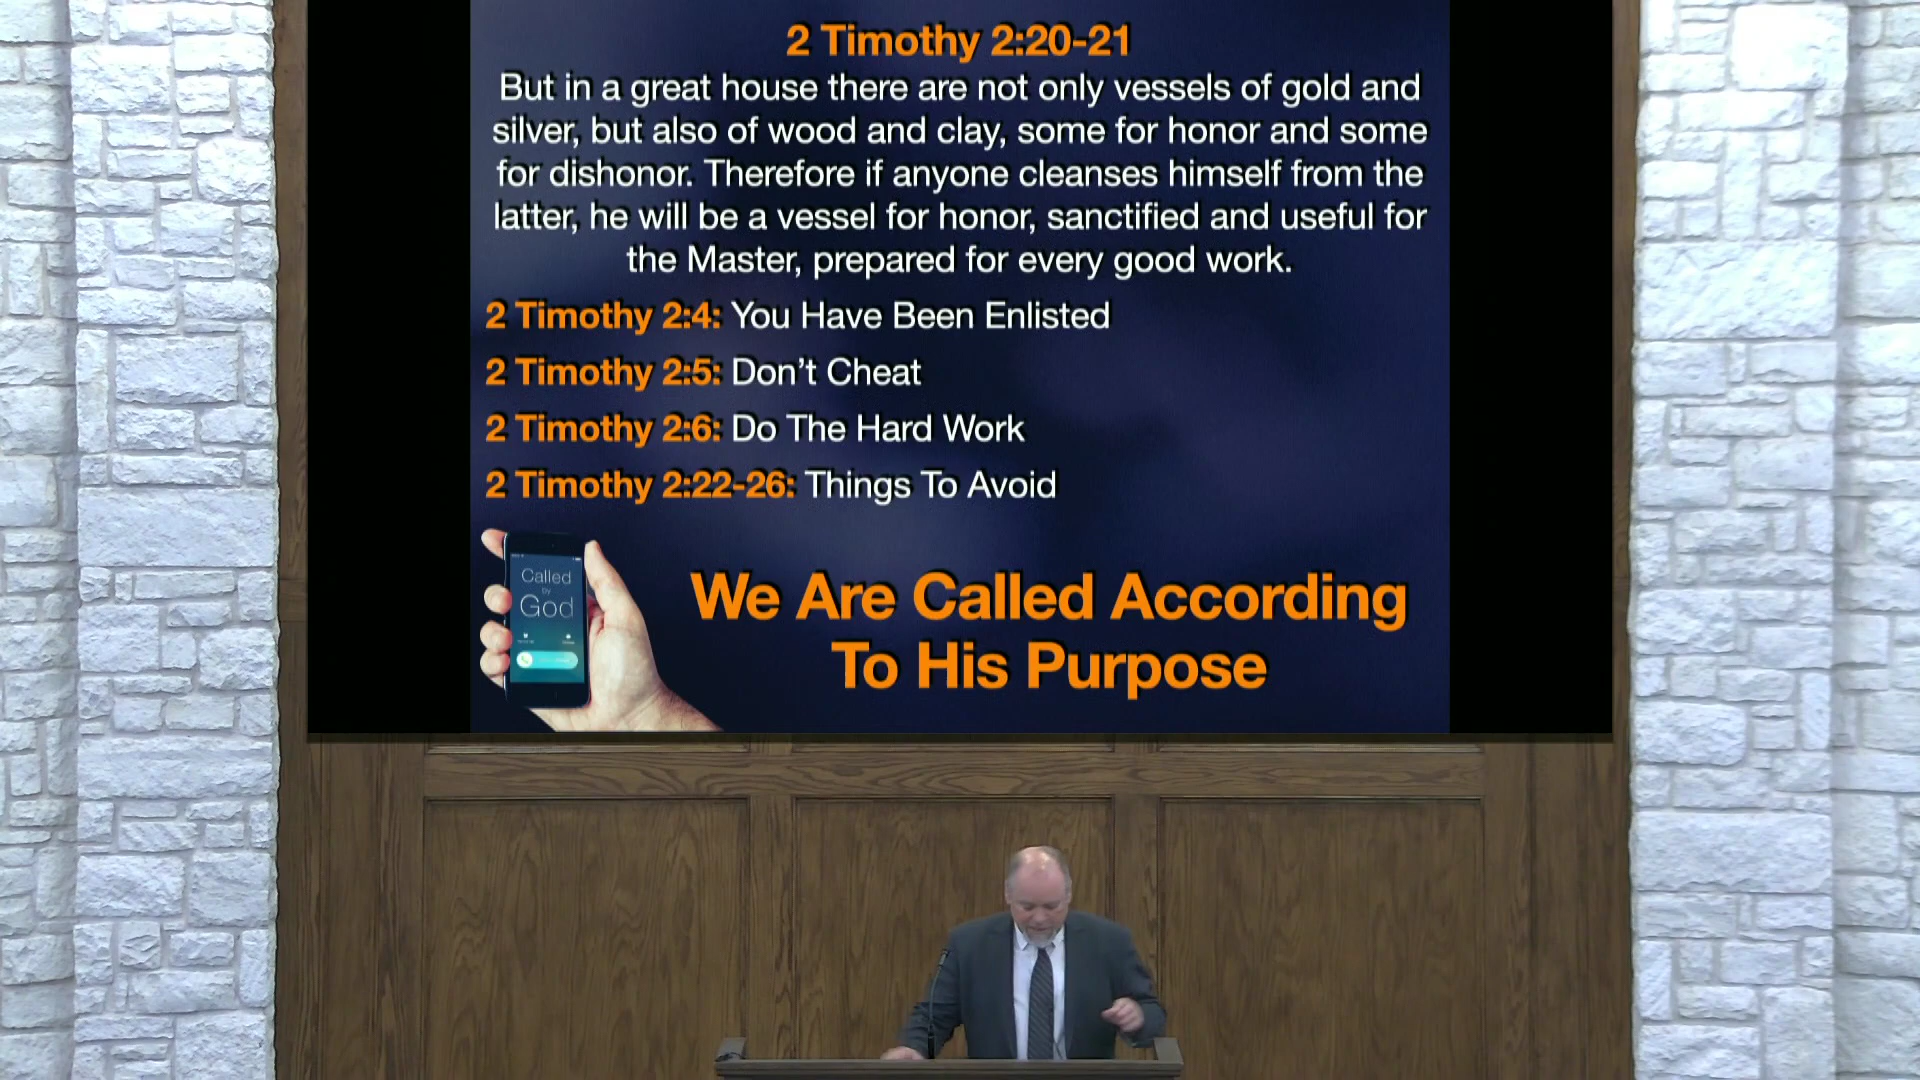 2 Timothy 2:20-21
But in a great house there are not only vessels of gold and
silver, but also of wood and clay, some for honor and some
for dishonor. Therefore if anyone cleanses himself from the
latter, he will be a vessel for honor, sanctified and useful for
the Master, prepared for every good work.
2 Timothy 2:4: You Have Been Enlisted
2 Timothy 2:5: Don't Cheat
2 Timothy 2:6: Do The Hard Work
2 Timothy 2:22-26: Things To Avoid
Called
by
God
We Are Called According
To His Purpose